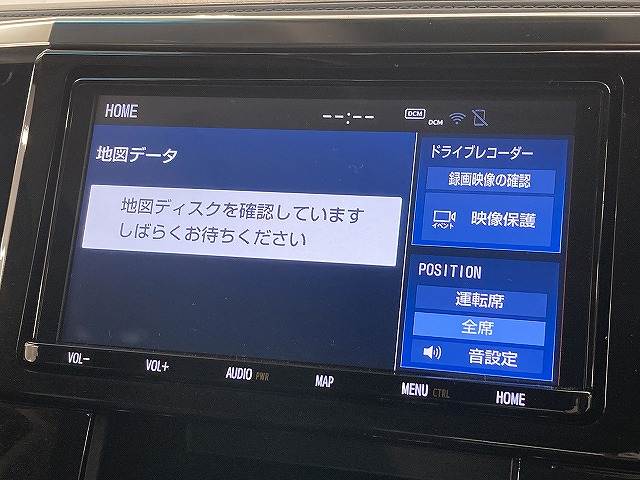 HOME
--:--
DCM
DCM
地図データ
地図ディスクを確認しています
しばらくお待ちください
ドライブレコーダー
録画映像の確認
イベント
映像保護
POSITION
運転席
全席
音設定
VOL−
VOL+
AUDIO PWR
MAP
MENU CTRL
HOME